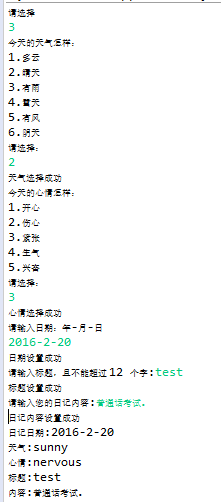 请选择
3
今天的天气怎样:
1.多云
2.晴天
3.有雨
4.雪天
5.有风
6.阴天
请选择:
2
天气选择成功
今天的心情怎样:
1.开心
2.伤心
3.紧张
4.生气
5.兴奋
请选择:
3
心情选择成功
请输入日期: 年-月-日
2016-2-20
日期设置成功
请输入标题，且不能超过12 个字:test
标题设置成功
请输入您的日记内容:普通话考试.
日记内容设置成功
日记日期:2016-2-20
天气:sunny
心情:nervous
标题:test
内容:普通话考试.